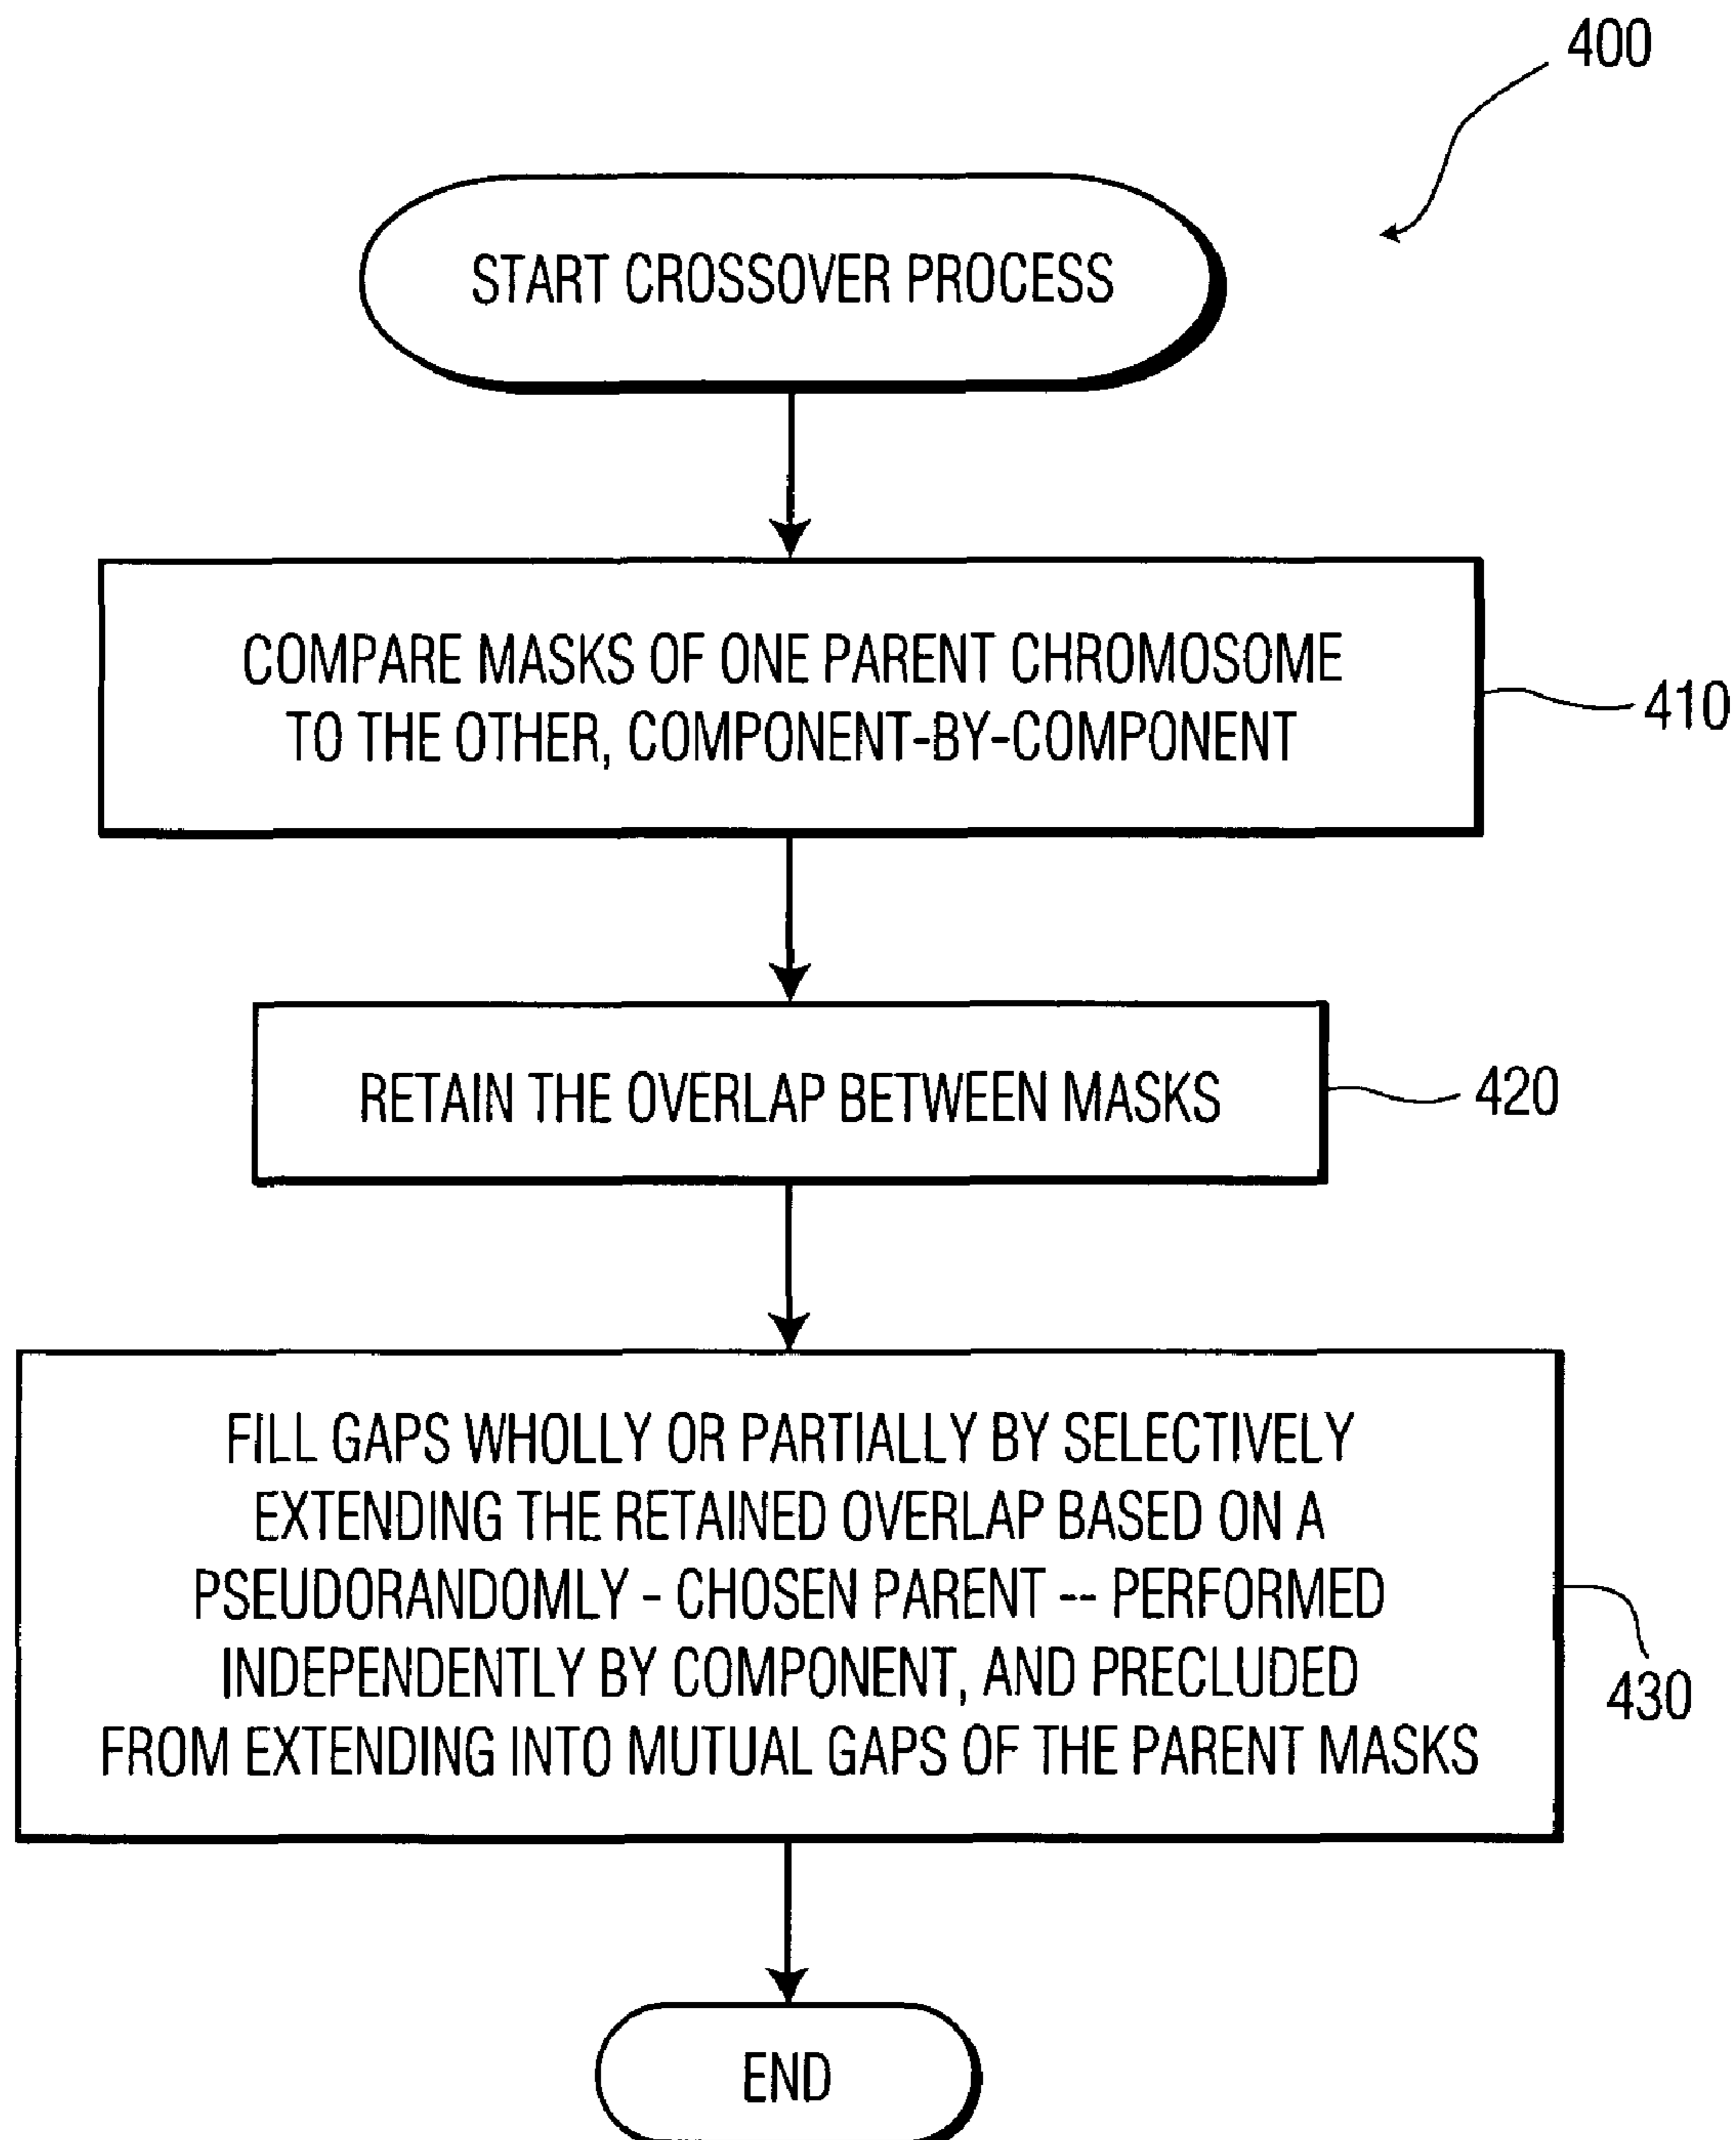 400
START CROSSOVER PROCESS
COMPARE MASKS OF ONE PARENT CHROMOSOME
TO THE OTHER, COMPONENT-BY-COMPONENT
410
RETAIN THE OVERLAP BETWEEN MASKS
420
FILL GAPS WHOLLY OR PARTIALLY BY SELECTIVELY
EXTENDING THE RETAINED OVERLAP BASED ON A
PSEUDORANDOMLY - CHOSEN PARENT -- PERFORMED
INDEPENDENTLY BY COMPONENT, AND PRECLUDED
FROM EXTENDING INTO MUTUAL GAPS OF THE PARENT MASKS
430
END